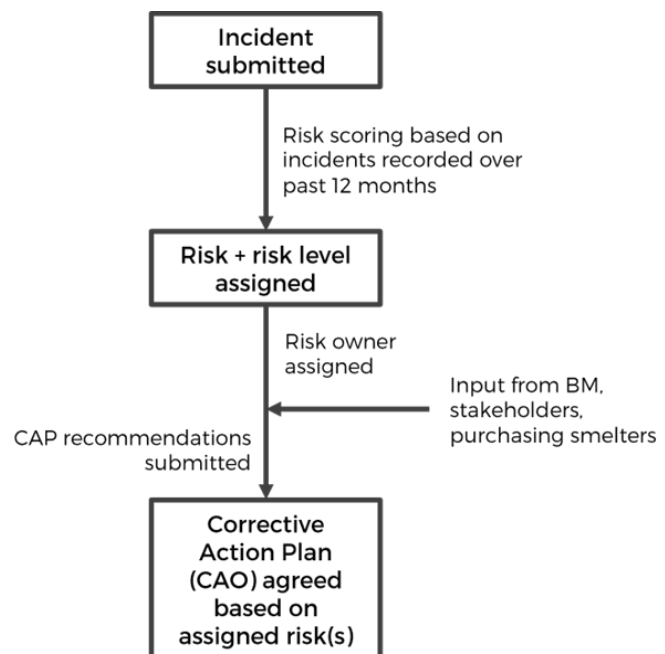 Incident
submitted
Risk scoring based on
incidents recorded over
past 12 months
Risk + risk level
assigned
Risk owner
assigned
Input from BM,
stakeholders,
purchasing smelters
CAP recommendations
submitted
Corrective
Action Plan
(CAO) agreed
based on
assigned risk(s)